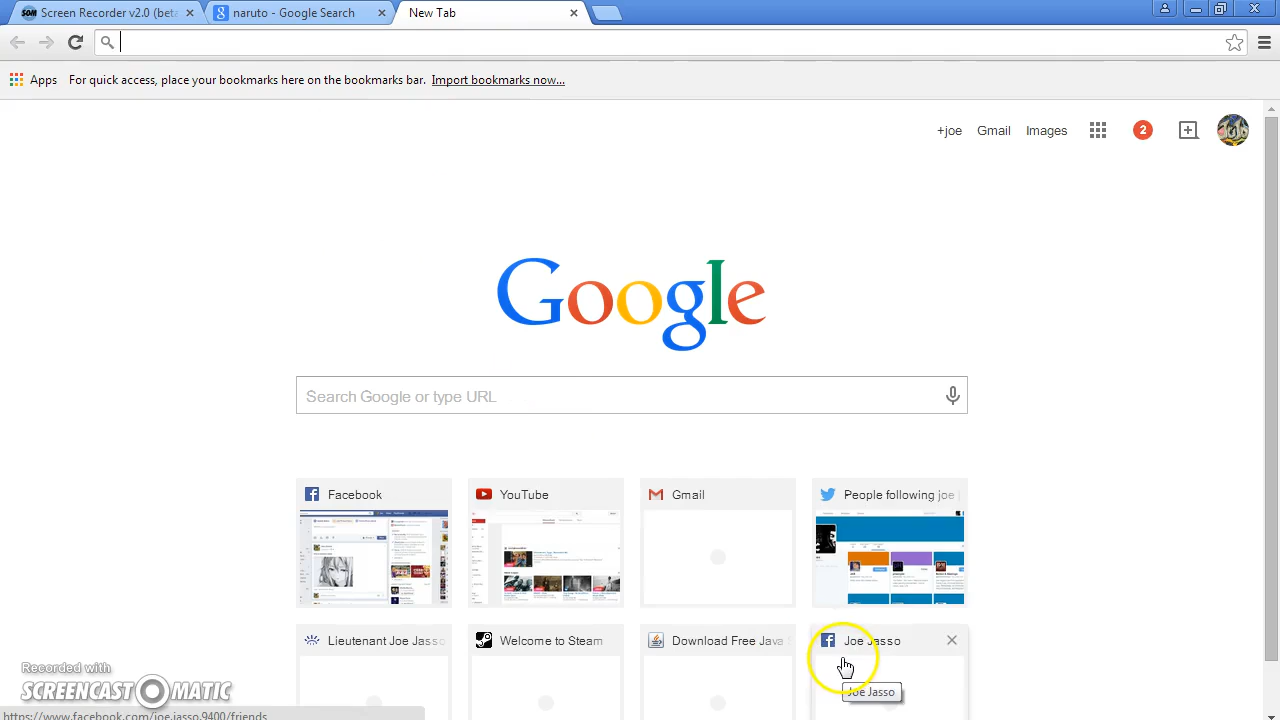 Screen Recorder v2.0 (beta
naruto - Google Search
New Tab
Apps For quick access, place your bookmarks here on the bookmarks bar. Import bookmarks now...
+joe Gmail Images 2
Google
Search Google or type URL
Facebook YouTube Gmail People following joe
Lieutenant Joe Jasso Welcome to Steam Download Free Java Joe Jasso
Joe Jasso
Recorded with
SCREENCAST-O-MATIC
https://www.facebook.com/joe.jasso.9400/friends